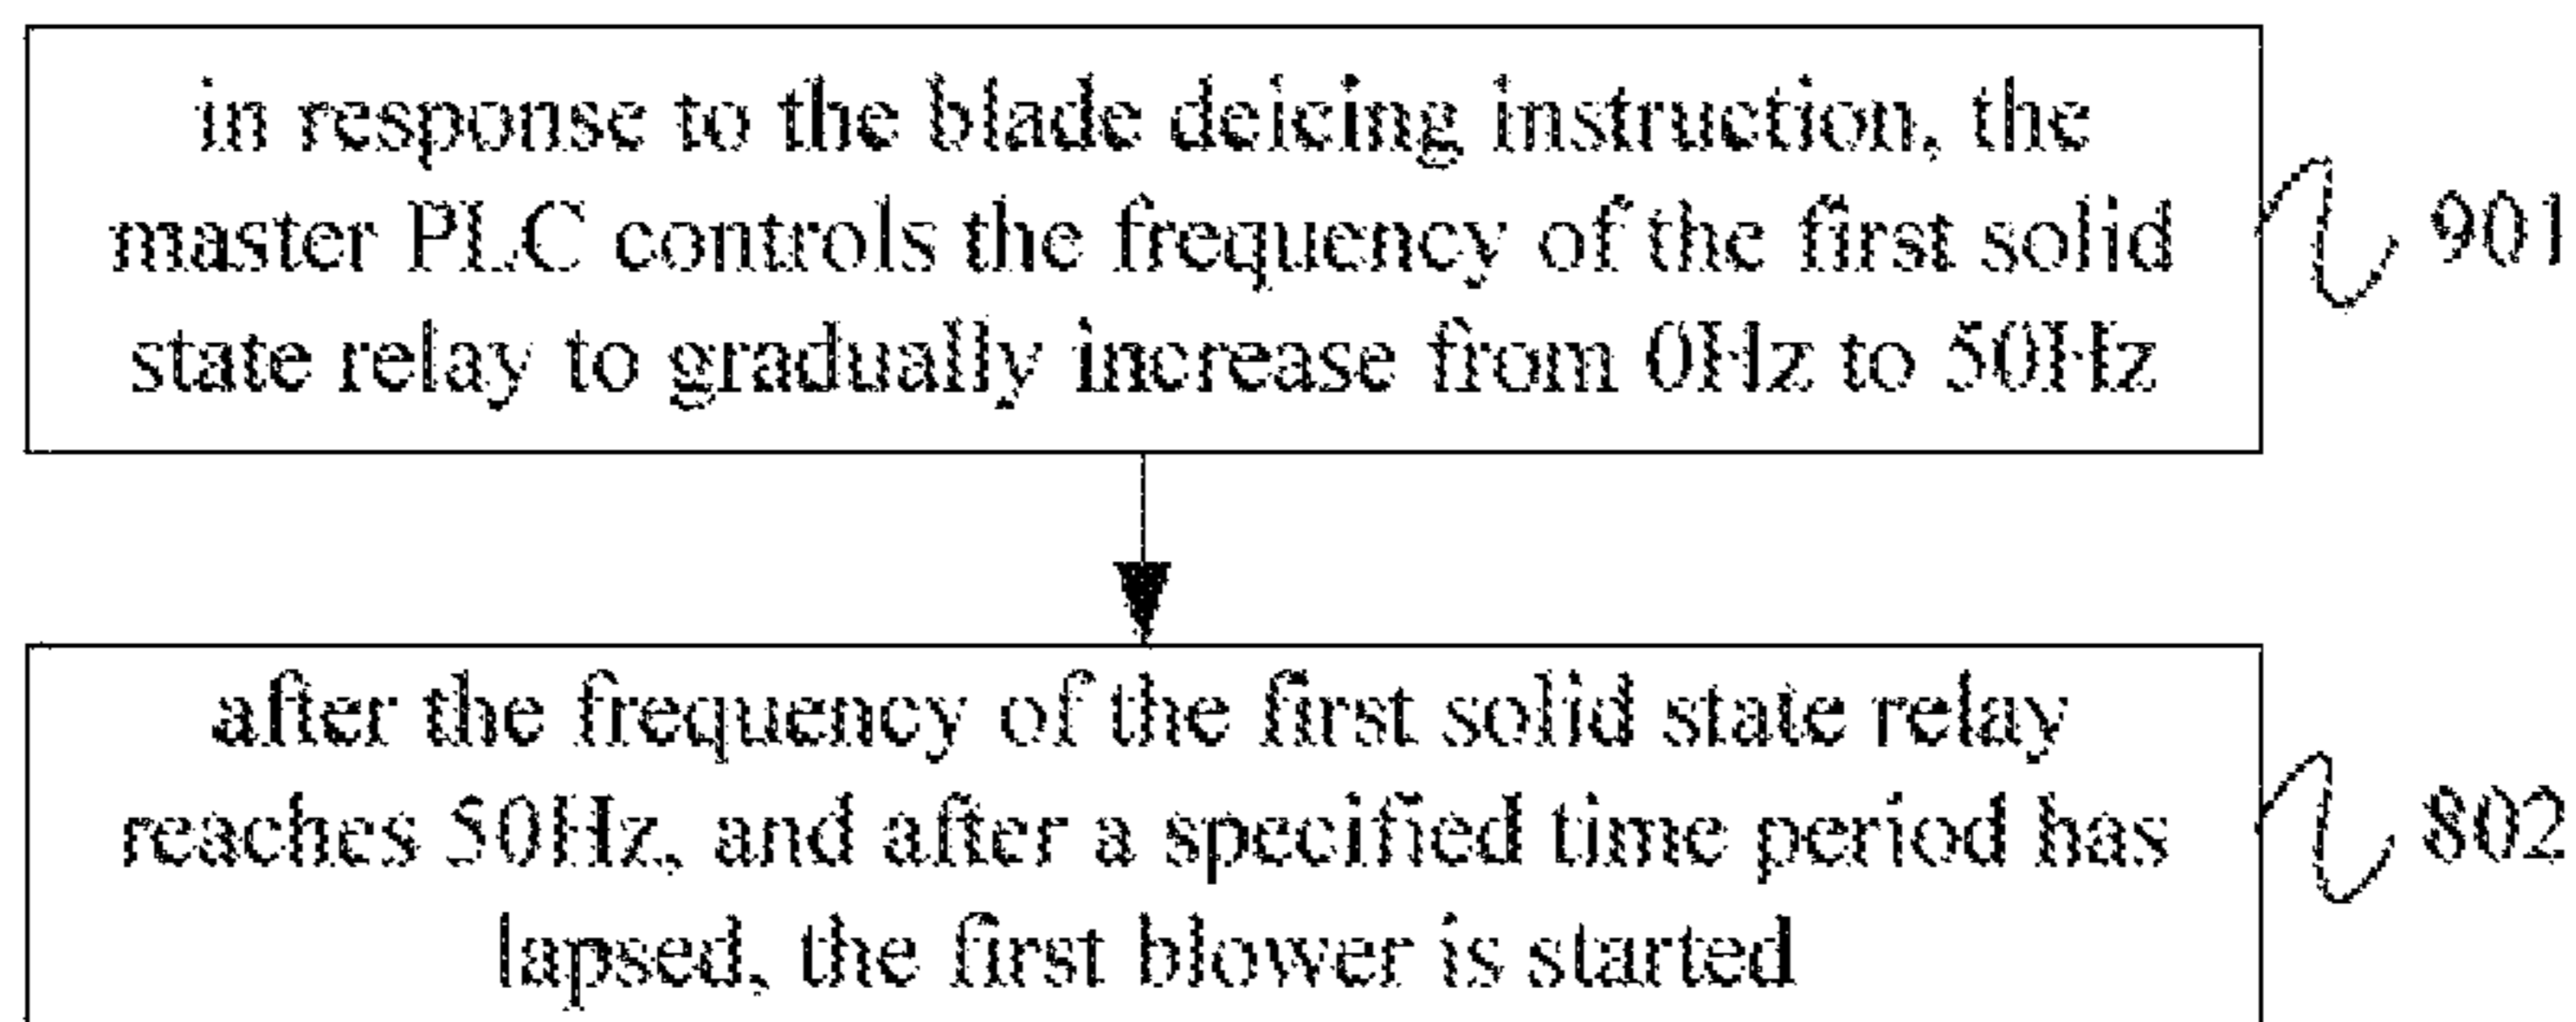 in response to the blade deicing instruction, the
master PLC controls the frequency of the first solid
state relay to gradually increase from 0Hz to 50Hz
901
after the frequency of the first solid state relay
reaches 50Hz, and after a specified time period has
lapsed, the first blower is started
802